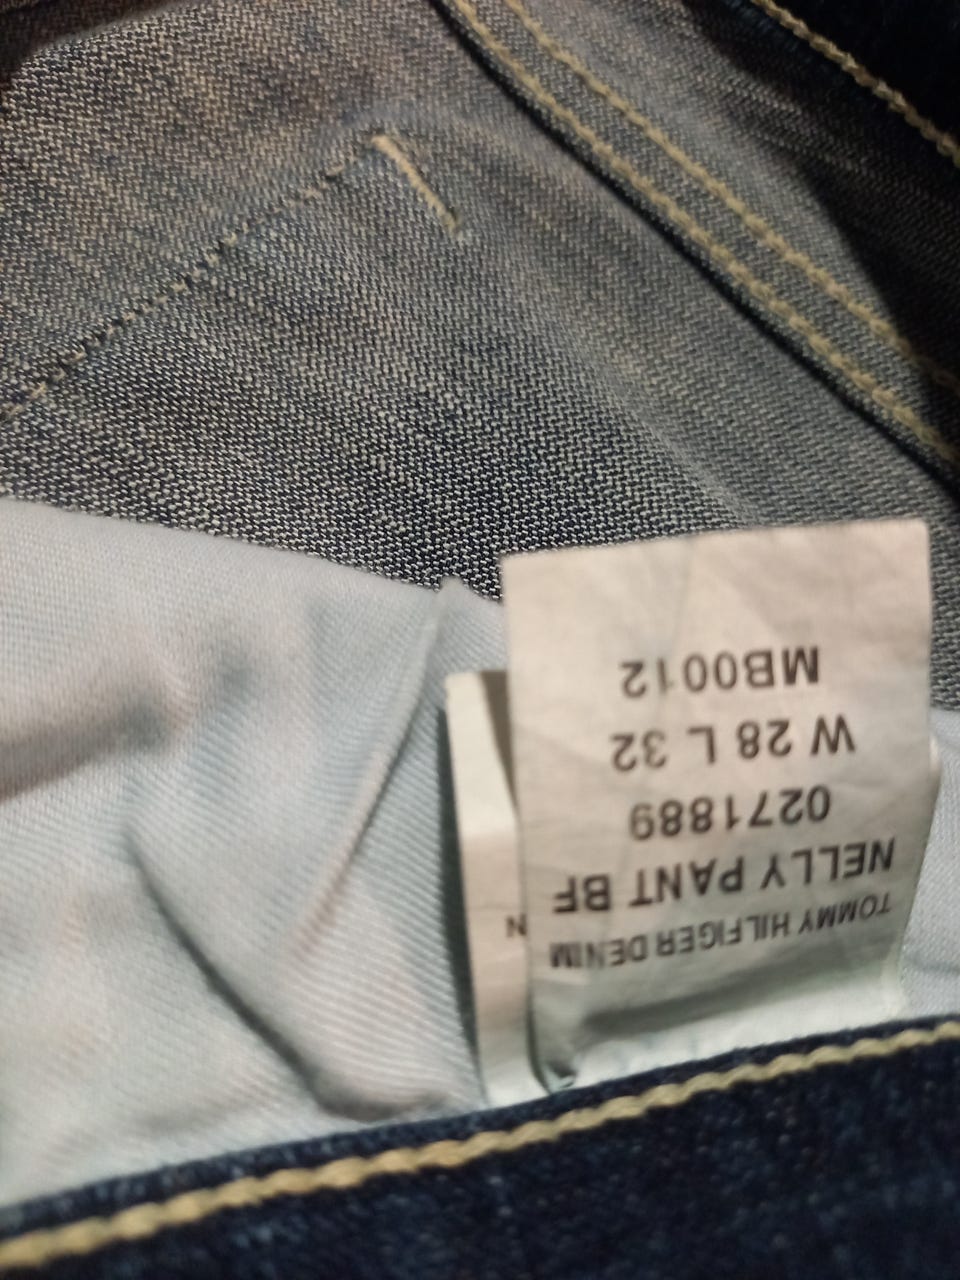 TOMMY HILFIGER DENIM
NELLY PANT BF
0271889
W 28 L 32
MB0012
N